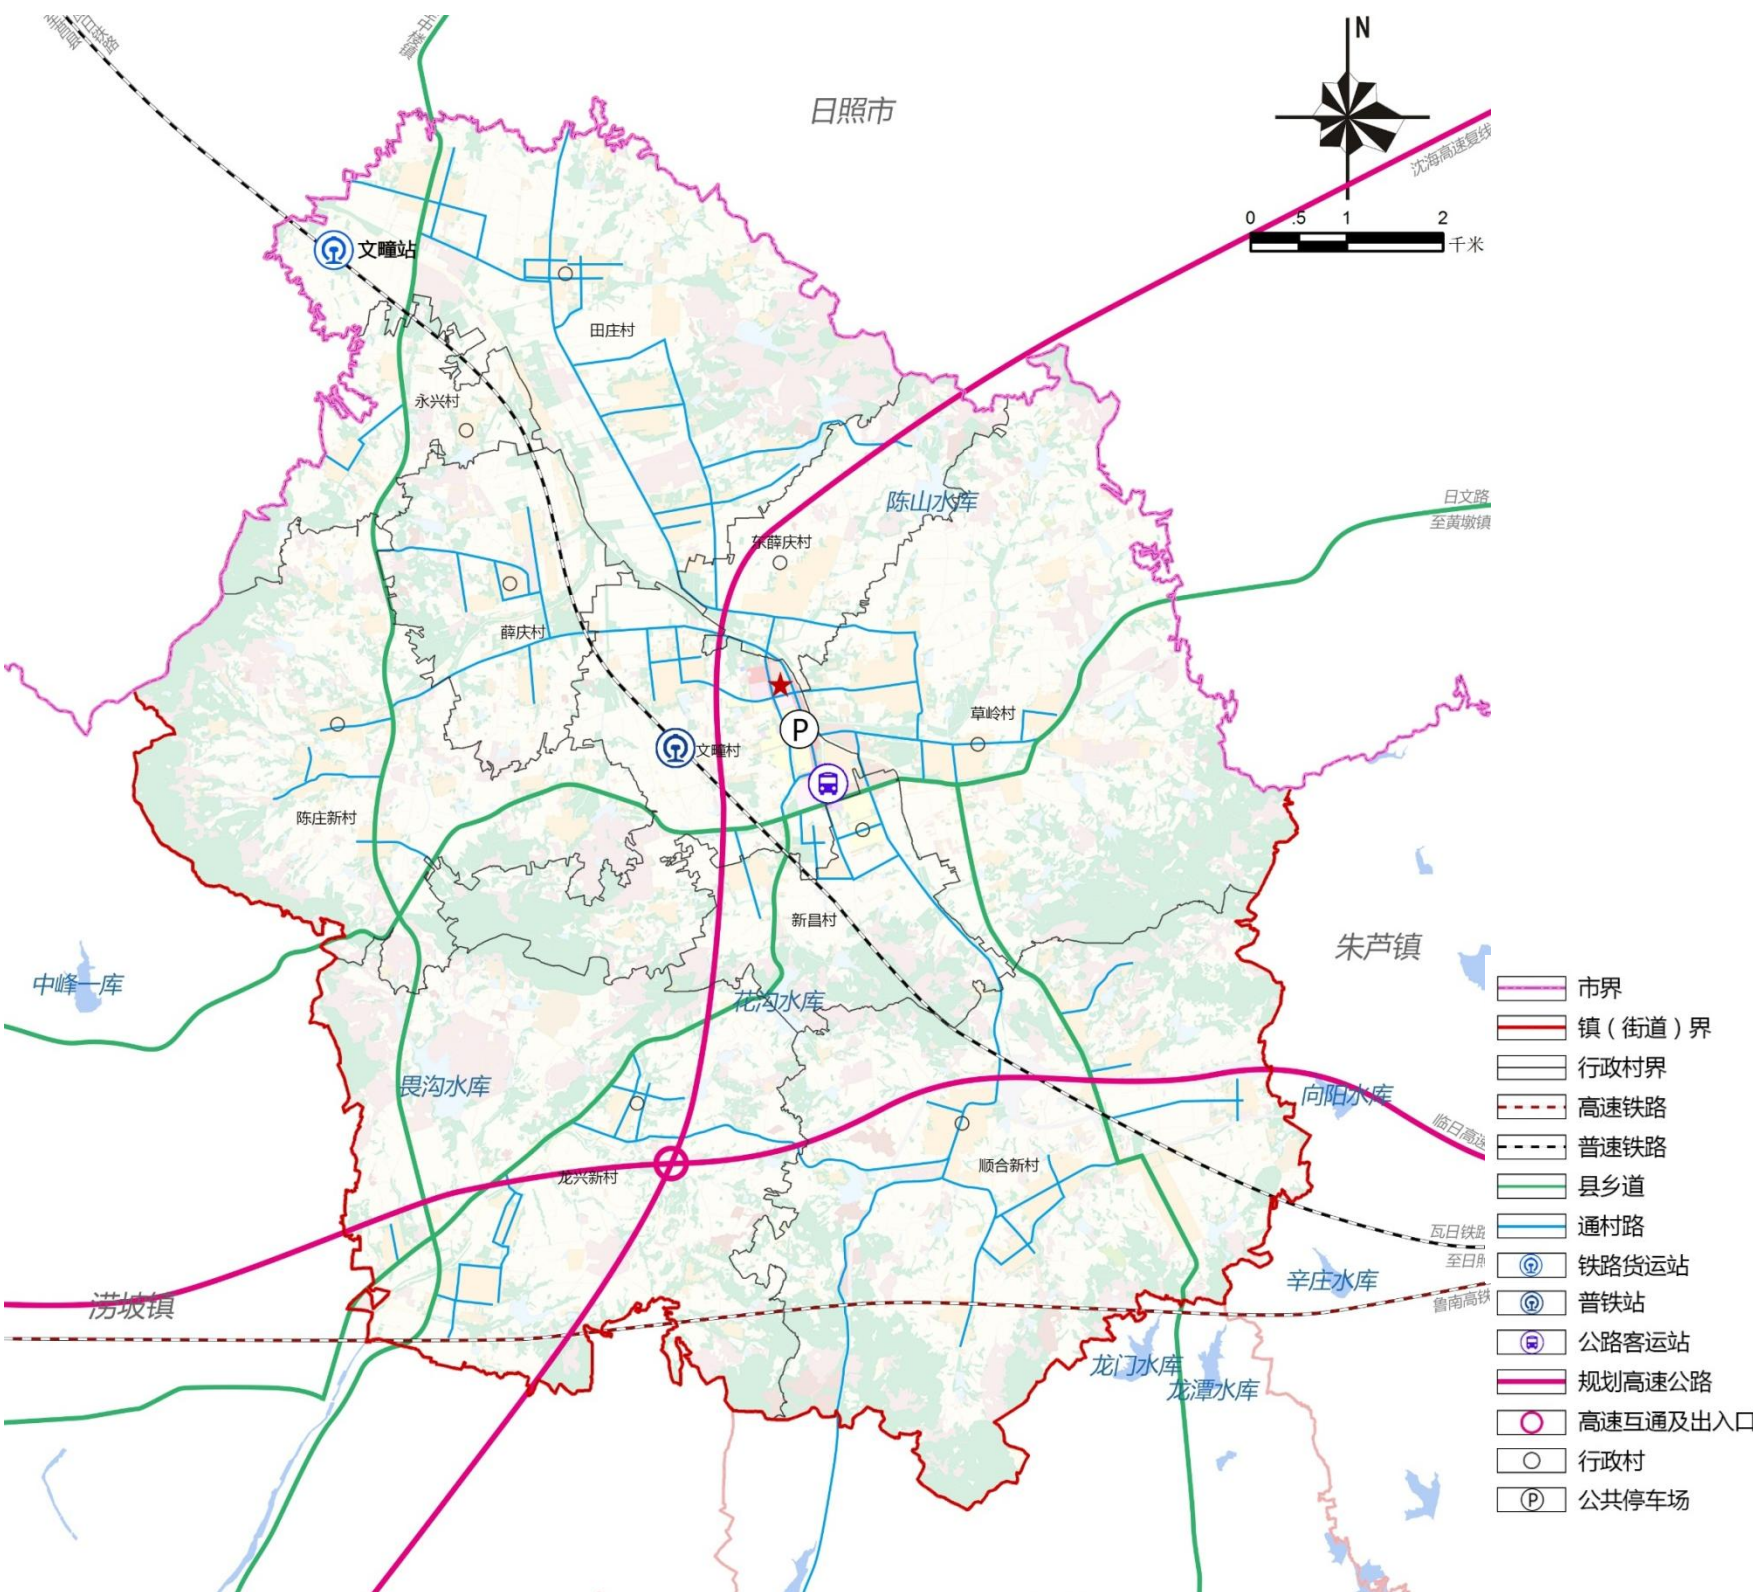 中楼镇
N
日照市
沈海高速复线
0 .5 1 2
千米
文疃站
田庄村
永兴村
陈山水库
日文路
至黄墩镇
东薛庆村
薛庆村
草岭村
文疃村
陈庄新村
新昌村
朱芦镇
中峰一库
花沟水库
畏沟水库
向阳水库
临日高速
龙兴新村
顺合新村
瓦日铁路
至日照
辛庄水库
鲁南高铁
涝坡镇
龙门水库
龙潭水库
P
市界
镇（街道）界
行政村界
高速铁路
普速铁路
县乡道
通村路
铁路货运站
普铁站
公路客运站
规划高速公路
高速互通及出入口
行政村
P 公共停车场